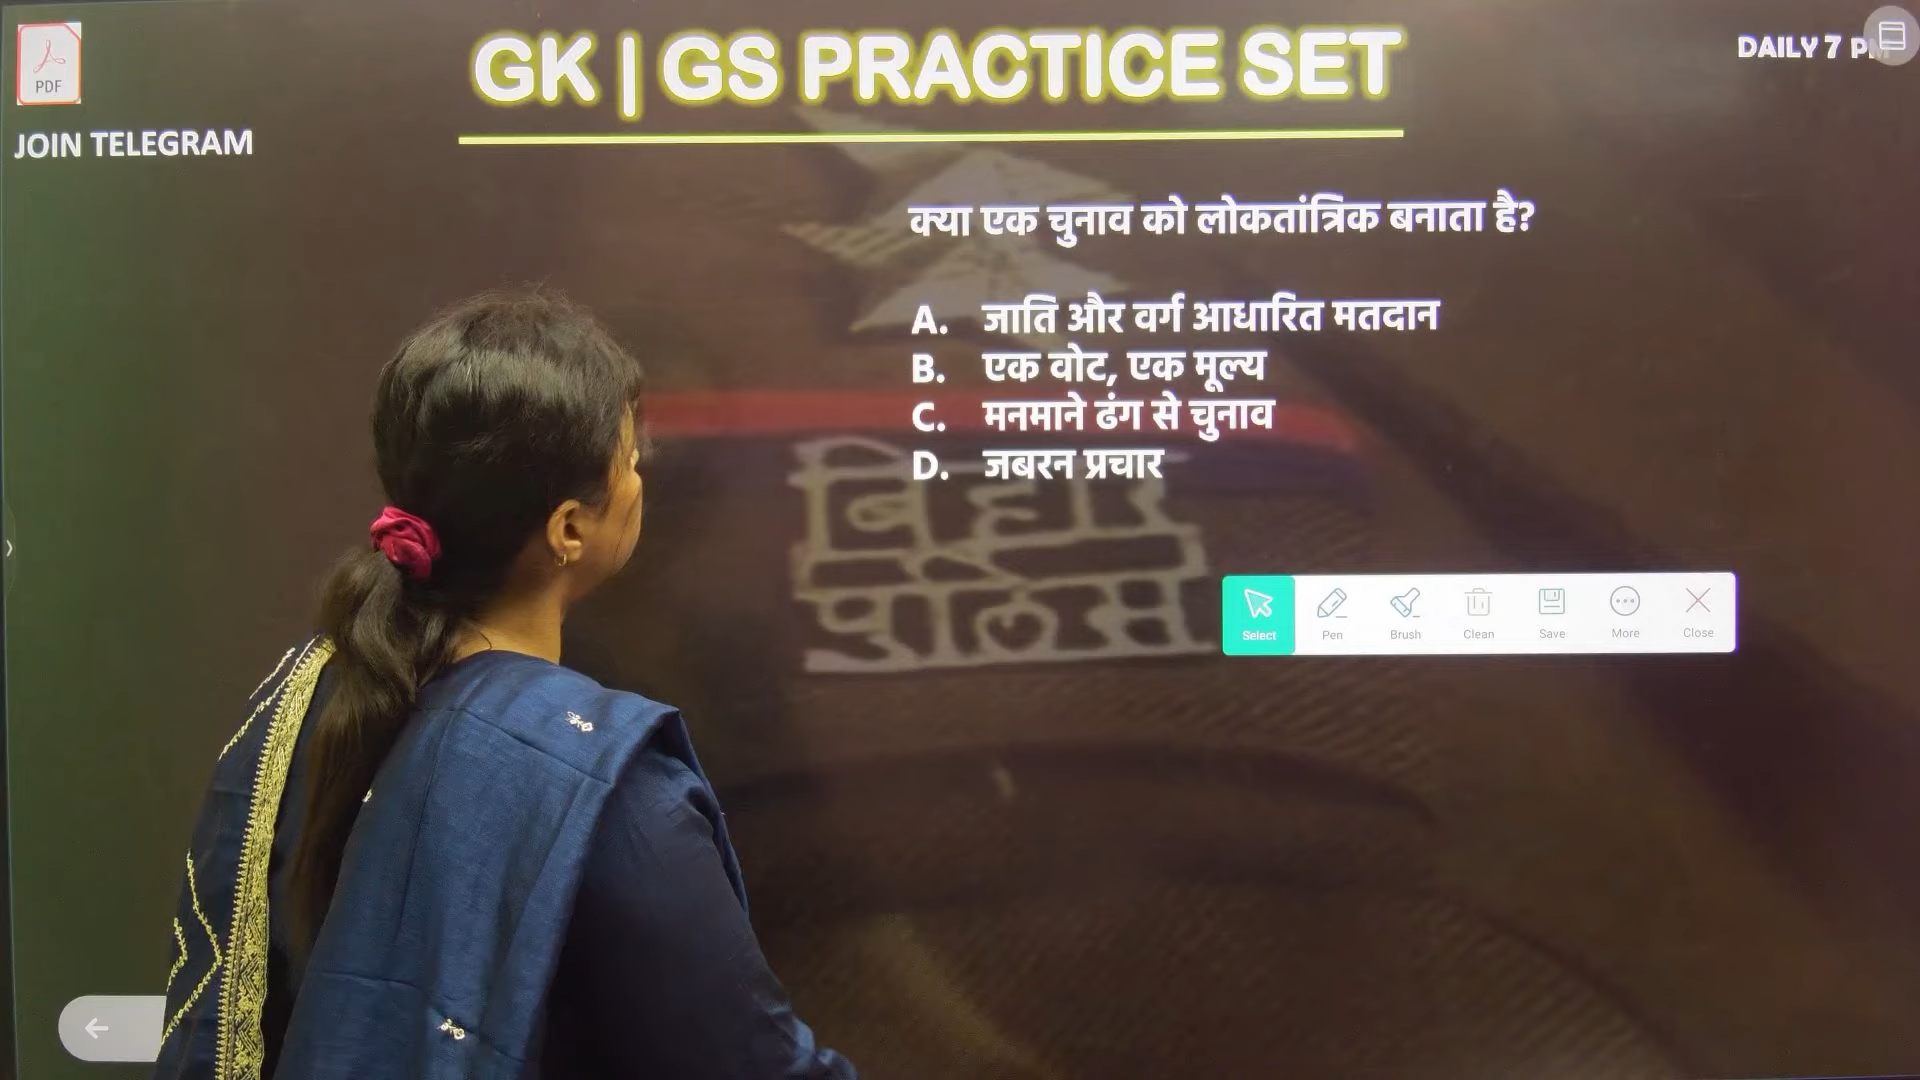 PDF
GK | GS PRACTICE SET
DAILY 7 P
JOIN TELEGRAM
क्या एक चुनाव को लोकतांत्रिक बनाता है?
A. जाति और वर्ग आधारित मतदान
B. एक वोट, एक मूल्य
C. मनमाने ढंग से चुनाव
D. जबरन प्रचार
बिहार
पुलिस
Select Pen Brush Clean Save More Close